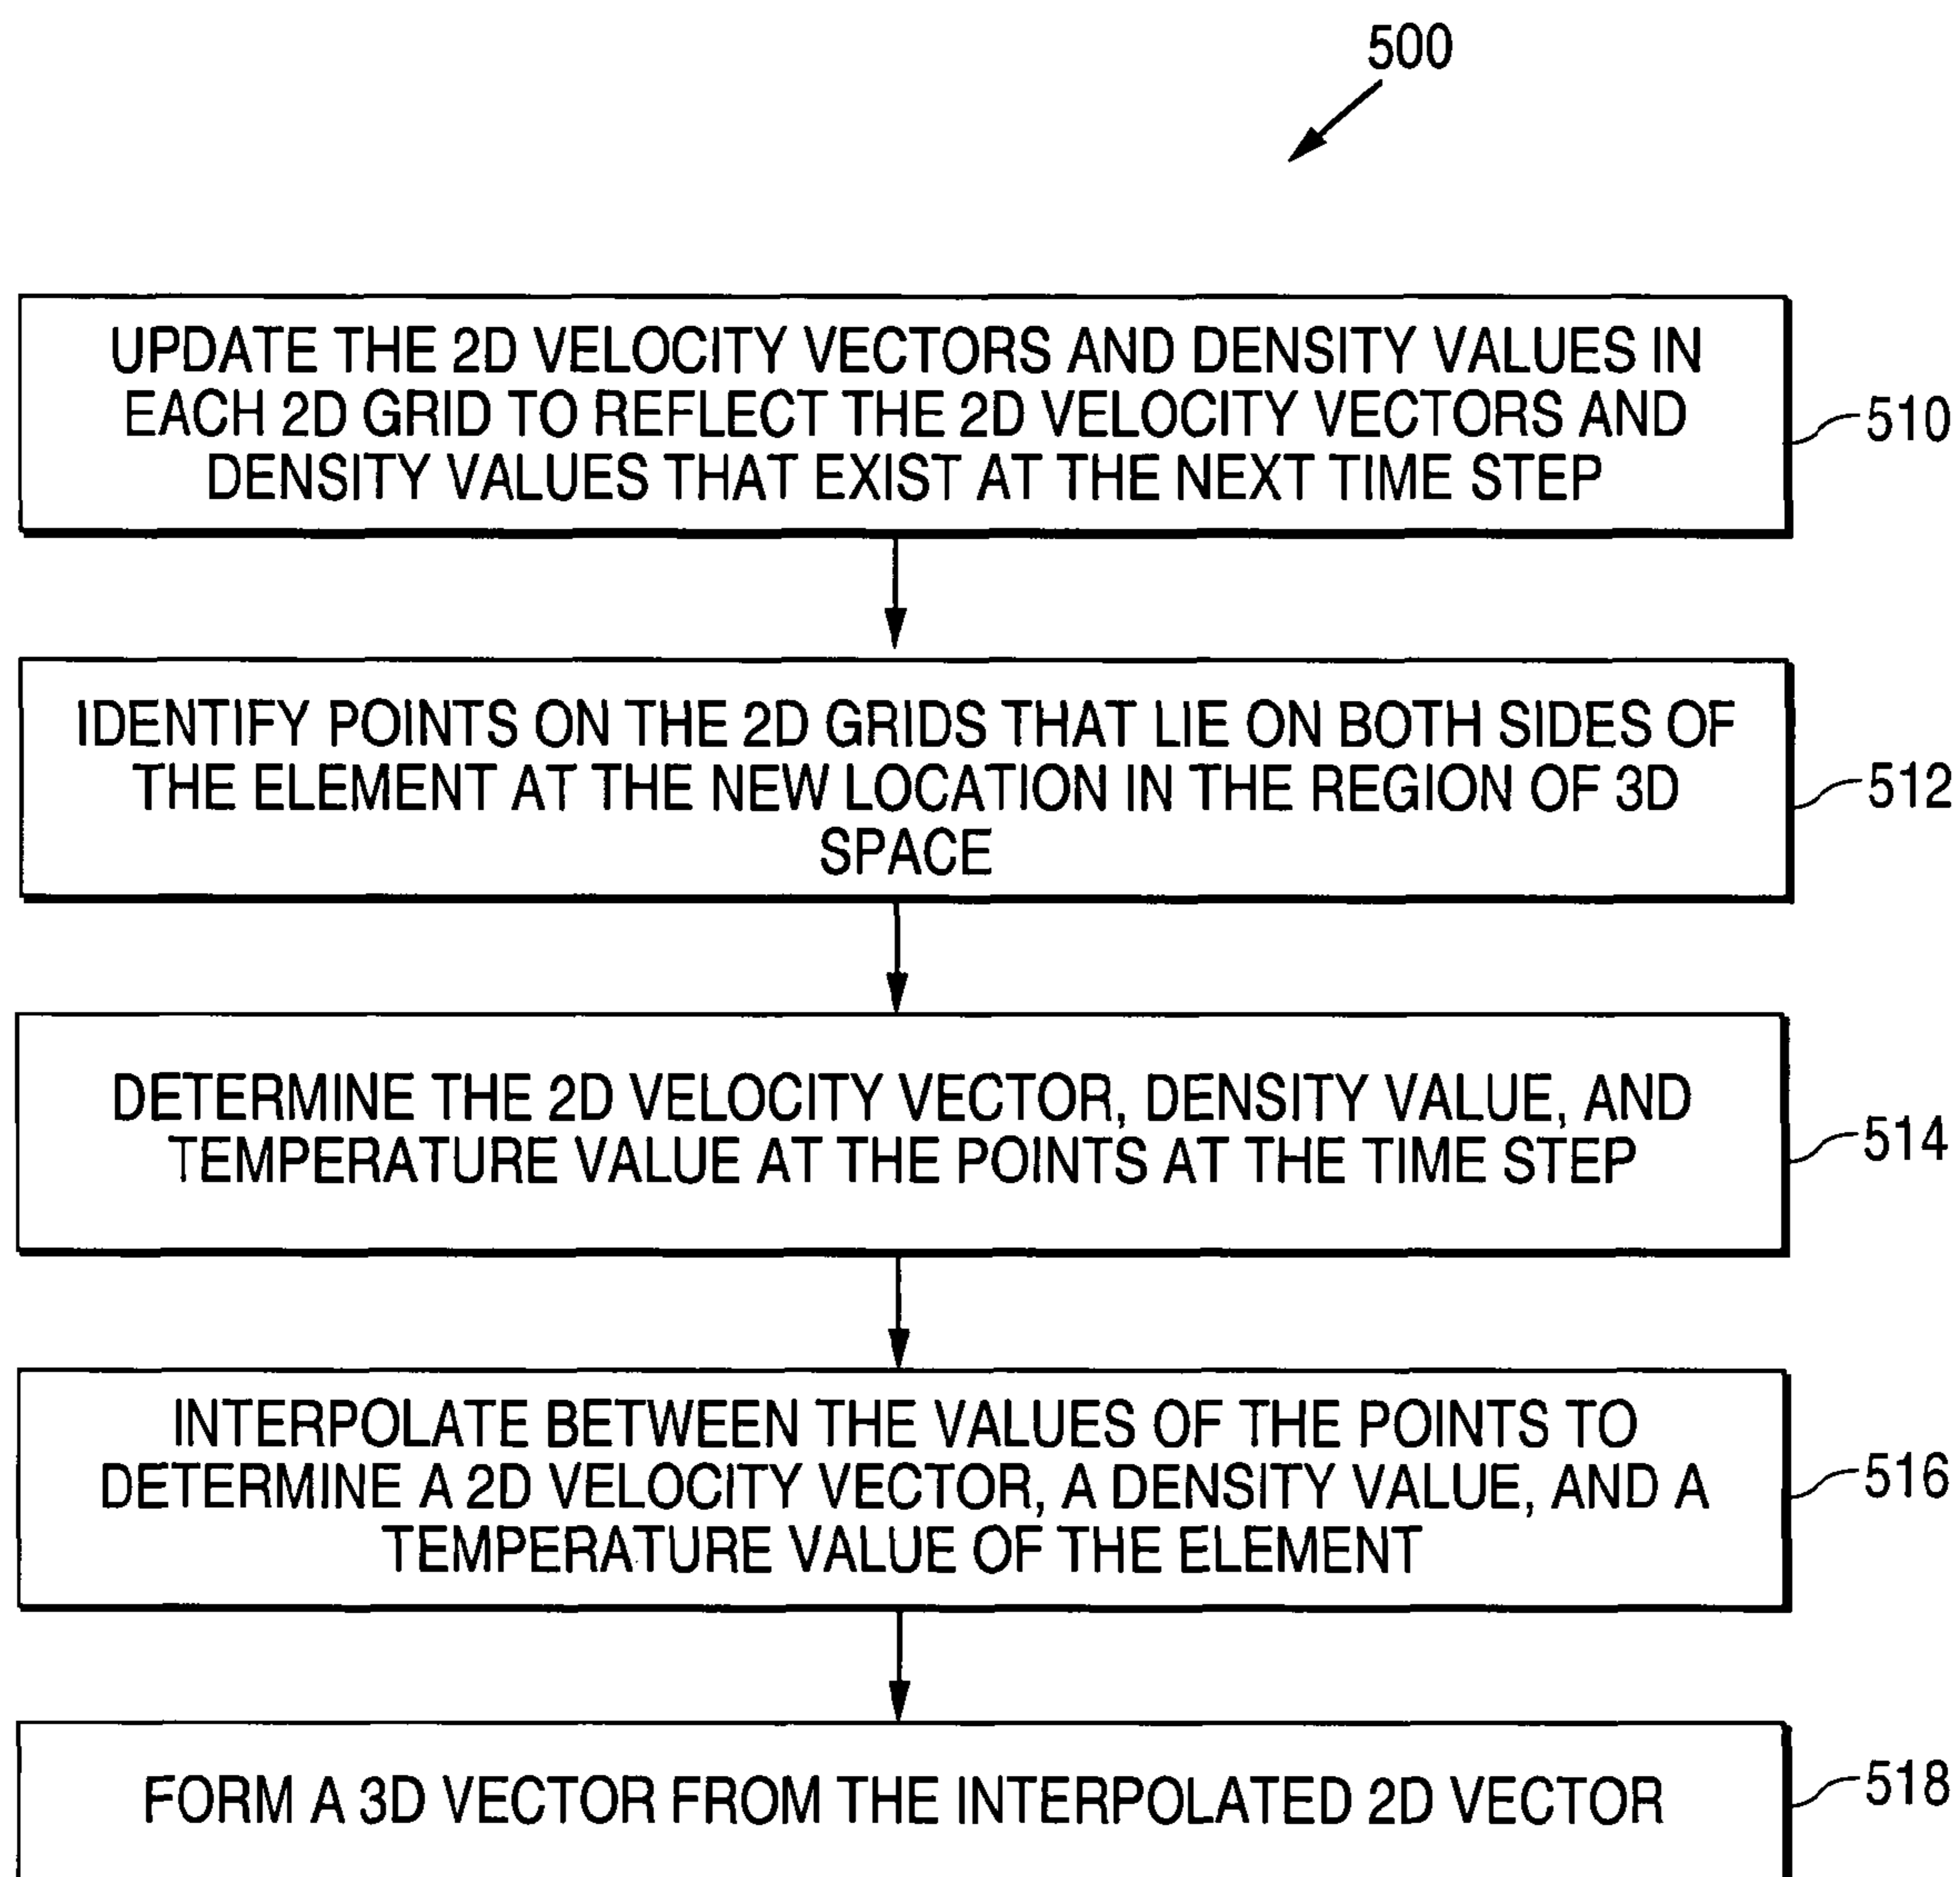 500
UPDATE THE 2D VELOCITY VECTORS AND DENSITY VALUES IN
EACH 2D GRID TO REFLECT THE 2D VELOCITY VECTORS AND
DENSITY VALUES THAT EXIST AT THE NEXT TIME STEP
510
IDENTIFY POINTS ON THE 2D GRIDS THAT LIE ON BOTH SIDES OF
THE ELEMENT AT THE NEW LOCATION IN THE REGION OF 3D
SPACE
512
DETERMINE THE 2D VELOCITY VECTOR, DENSITY VALUE, AND
TEMPERATURE VALUE AT THE POINTS AT THE TIME STEP
514
INTERPOLATE BETWEEN THE VALUES OF THE POINTS TO
DETERMINE A 2D VELOCITY VECTOR, A DENSITY VALUE, AND A
TEMPERATURE VALUE OF THE ELEMENT
516
FORM A 3D VECTOR FROM THE INTERPOLATED 2D VECTOR
518